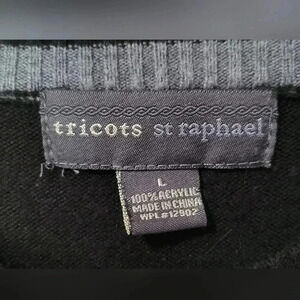 tricots st raphael
L
100% ACRYLIC
MADE IN CHINA
WPL#12902